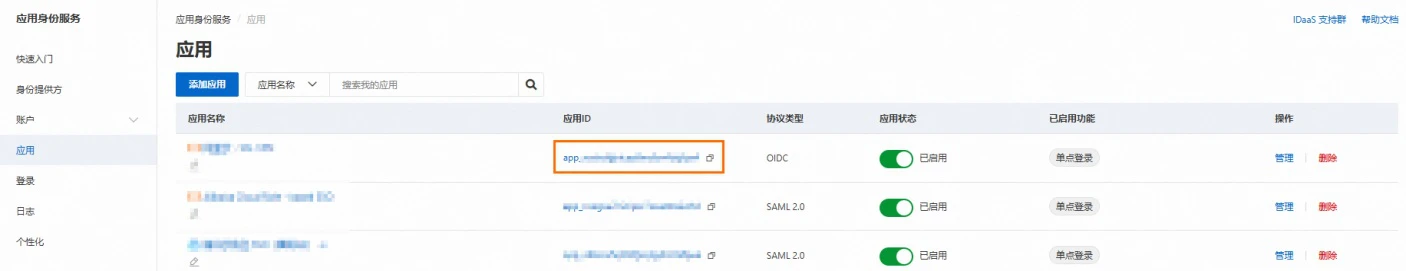 应用身份服务
快速入门
身份提供方
账户
应用
登录
日志
个性化
应用身份服务 / 应用
IDaaS 支持群 帮助文档
应用
添加应用 应用名称 搜索我的应用
应用名称 应用ID 协议类型 应用状态 已启用功能 操作
app_ OIDC 已启用 单点登录 管理 删除
app_ SAML 2.0 已启用 单点登录 管理 删除
SAML 2.0 已启用 单点登录 管理 删除